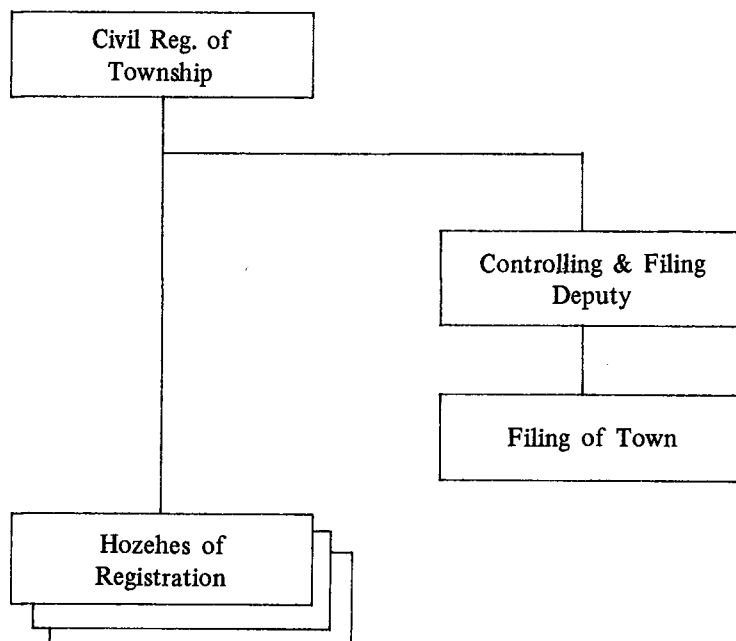 Civil Reg. of
Township
Controlling & Filing
Deputy
Filing of Town
Hozehes of
Registration